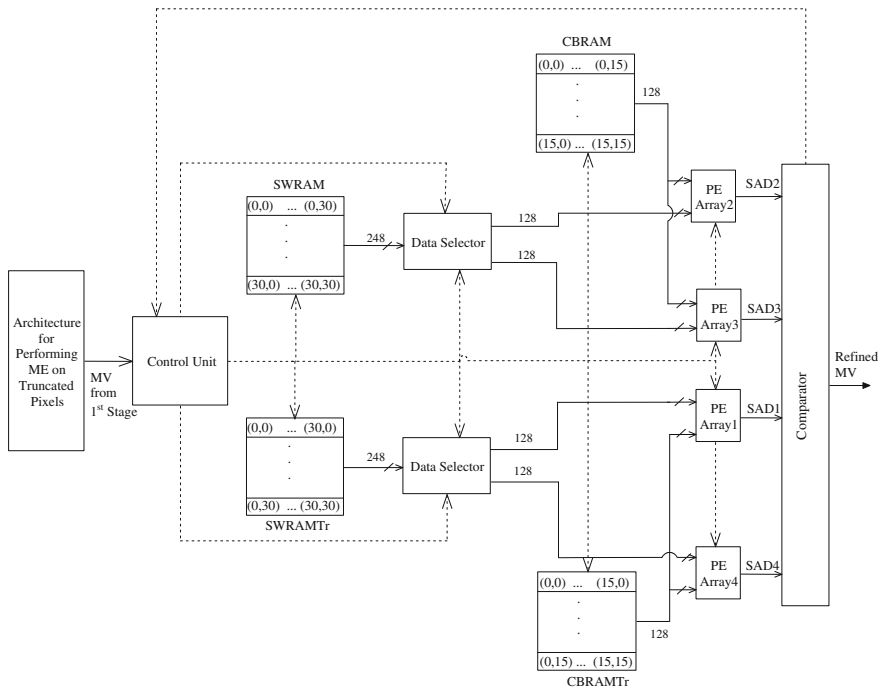 CBRAM
(0,0) ... (0,15)
.
.
.
(15,0) ... (15,15)
128
SWRAM
(0,0) ... (0,30)
.
.
.
(30,0) ... (30,30)
248
Data Selector
128
128
PE
Array2
SAD2
PE
Array3
SAD3
Architecture
for
Performing
ME on
Truncated
Pixels
MV
from
1st Stage
Control Unit
Refined
MV
Comparator
PE
Array1
SAD1
(0,0) ... (30,0)
.
.
.
(0,30) ... (30,30)
SWRAMTr
248
Data Selector
128
128
PE
Array4
SAD4
(0,0) ... (15,0)
.
.
.
(0,15) ... (15,15)
CBRAMTr
128